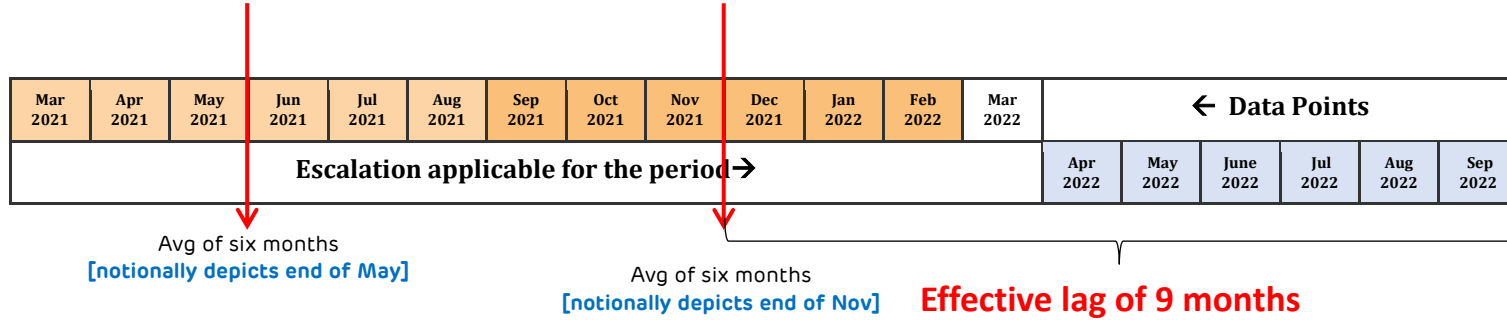 Mar Apr May Jun Jul Aug Sep Oct Nov Dec Jan Feb Mar
2021 2021 2021 2021 2021 2021 2021 2021 2021 2021 2022 2022 2022
← Data Points
Escalation applicable for the period→
Apr May June Jul Aug Sep
2022 2022 2022 2022 2022 2022
Avg of six months
[notionally depicts end of May]
Avg of six months
[notionally depicts end of Nov]
Effective lag of 9 months